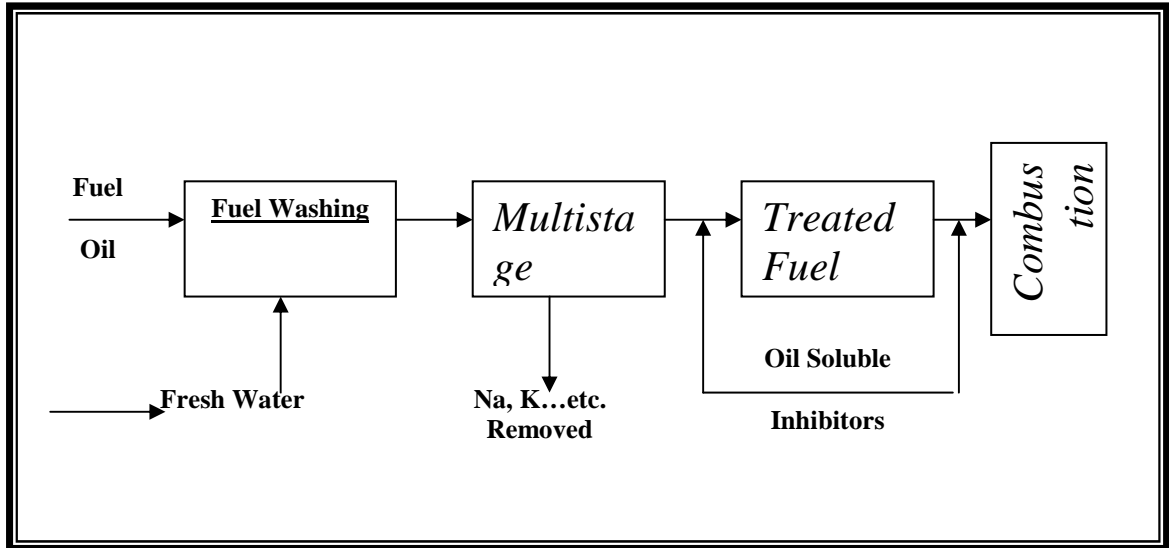 Fuel
Oil
Fuel Washing
Fresh Water
Multista
ge
Na, K…etc.
Removed
Treated
Fuel
Oil Soluble
Inhibitors
Combus
tion